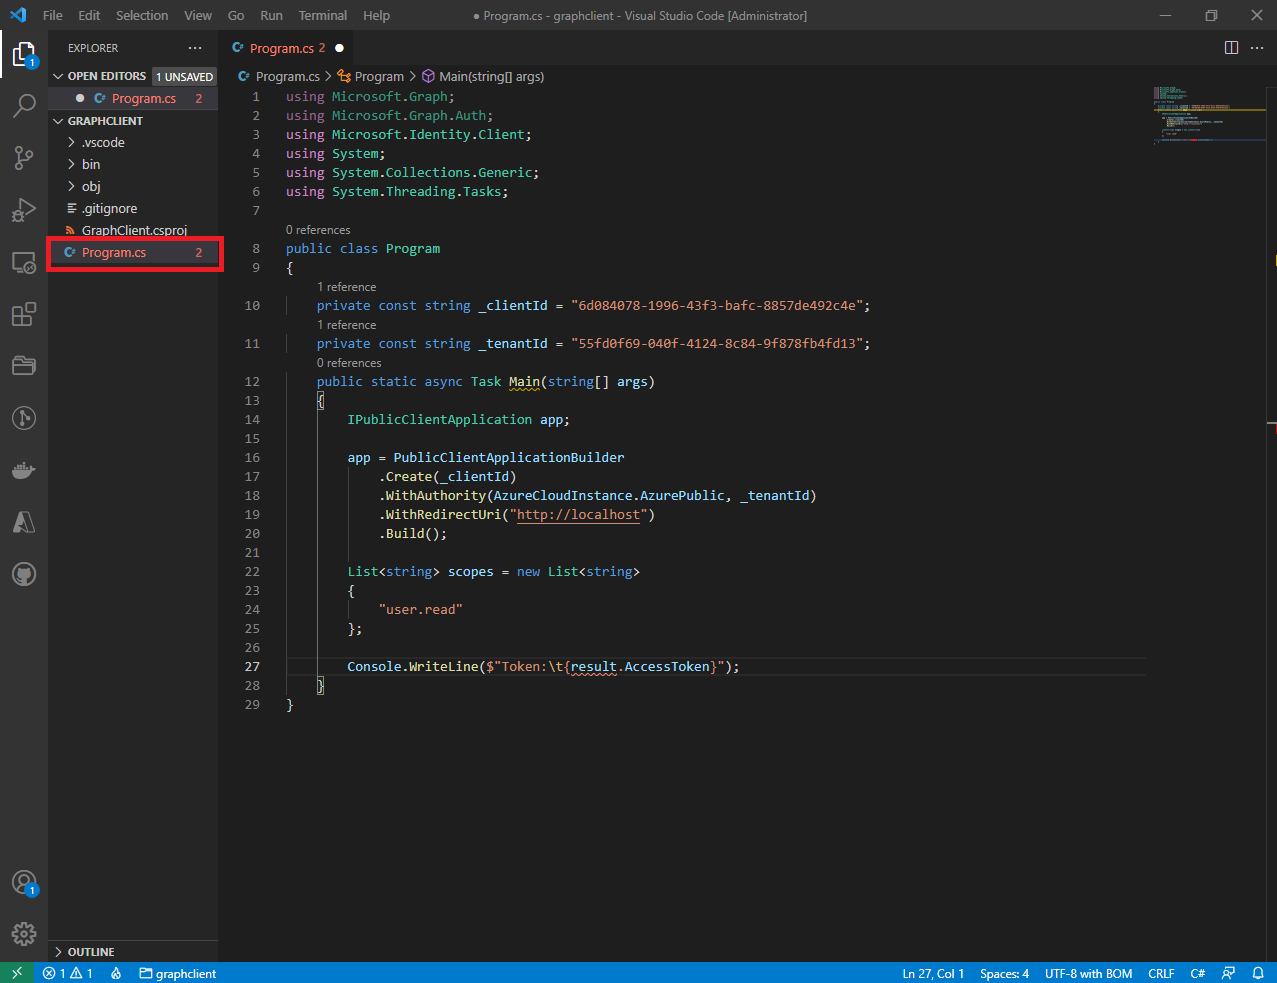 File Edit Selection View Go Run Terminal Help
● Program.cs - graphclient - Visual Studio Code [Administrator]
EXPLORER
OPEN EDITORS 1 UNSAVED
Program.cs 2
GRAPHCLIENT
.vscode
bin
obj
.gitignore
GraphClient.csproj
Program.cs 2
OUTLINE
1
1
C# Program.cs 2 ●
C# Program.cs > Program > Main(string[] args)
1 using Microsoft.Graph;
2 using Microsoft.Graph.Auth;
3 using Microsoft.Identity.Client;
4 using System;
5 using System.Collections.Generic;
6 using System.Threading.Tasks;
7
0 references
8 public class Program
9 {
1 reference
10 private const string _clientId = "6d084078-1996-43f3-bafc-8857de492c4e";
1 reference
11 private const string _tenantId = "55fd0f69-040f-4124-8c84-9f878fb4fd13";
0 references
12 public static async Task Main(string[] args)
13 {
14 IPublicClientApplication app;
15
16 app = PublicClientApplicationBuilder
17 .Create(_clientId)
18 .WithAuthority(AzureCloudInstance.AzurePublic, _tenantId)
19 .WithRedirectUri("http://localhost")
20 .Build();
21
22 List<string> scopes = new List<string>
23 {
24 "user.read"
25 };
26
27 Console.WriteLine($"Token:\t{result.AccessToken}");
28 }
29 }
1 1 graphclient Ln 27, Col 1 Spaces: 4 UTF-8 with BOM CRLF C#